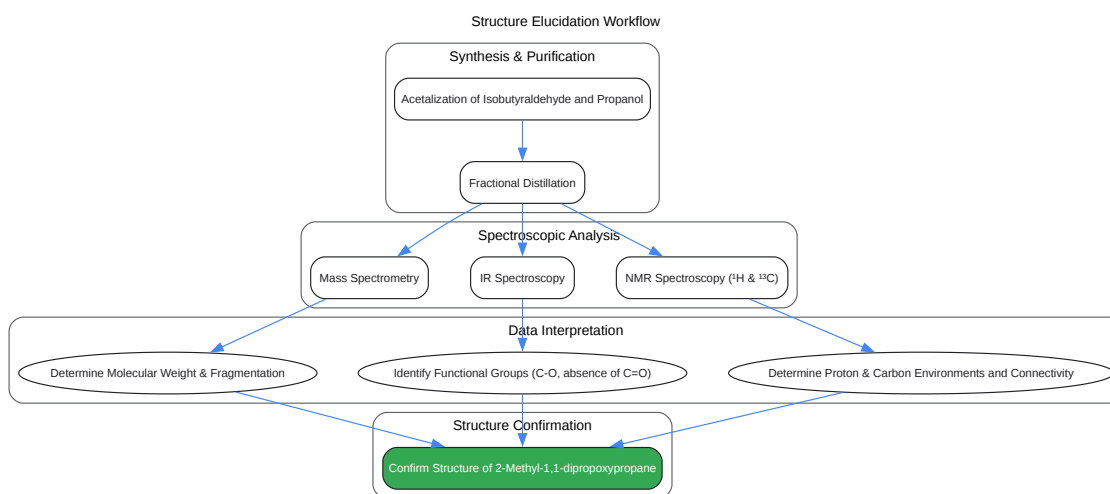 Structure Elucidation Workflow
Synthesis & Purification
Acetalization of Isobutyraldehyde and Propanol
Fractional Distillation
Spectroscopic Analysis
Mass Spectrometry
IR Spectroscopy
NMR Spectroscopy (¹H & ¹³C)
Data Interpretation
Determine Molecular Weight & Fragmentation
Identify Functional Groups (C-O, absence of C=O)
Determine Proton & Carbon Environments and Connectivity
Structure Confirmation
Confirm Structure of 2-Methyl-1,1-dipropoxypropane